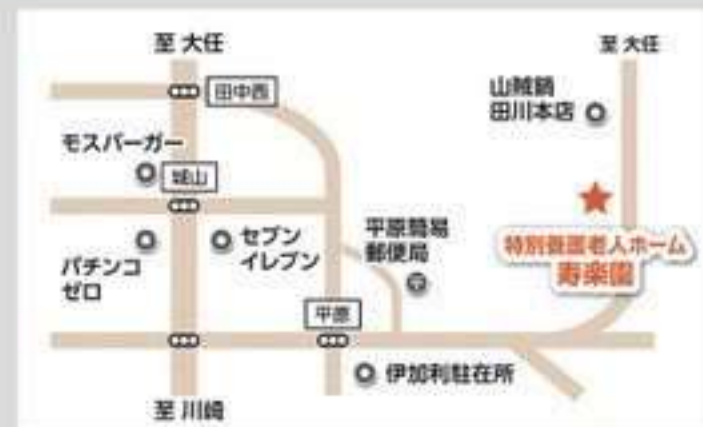 至 大任
至 大任
田中西
山賊鍋
田川本店
モスバーガー
城山
セブン
イレブン
平原簡易
郵便局
特別養護老人ホーム
寿楽園
パチンコ
ゼロ
平原
伊加利駐在所
至 川崎